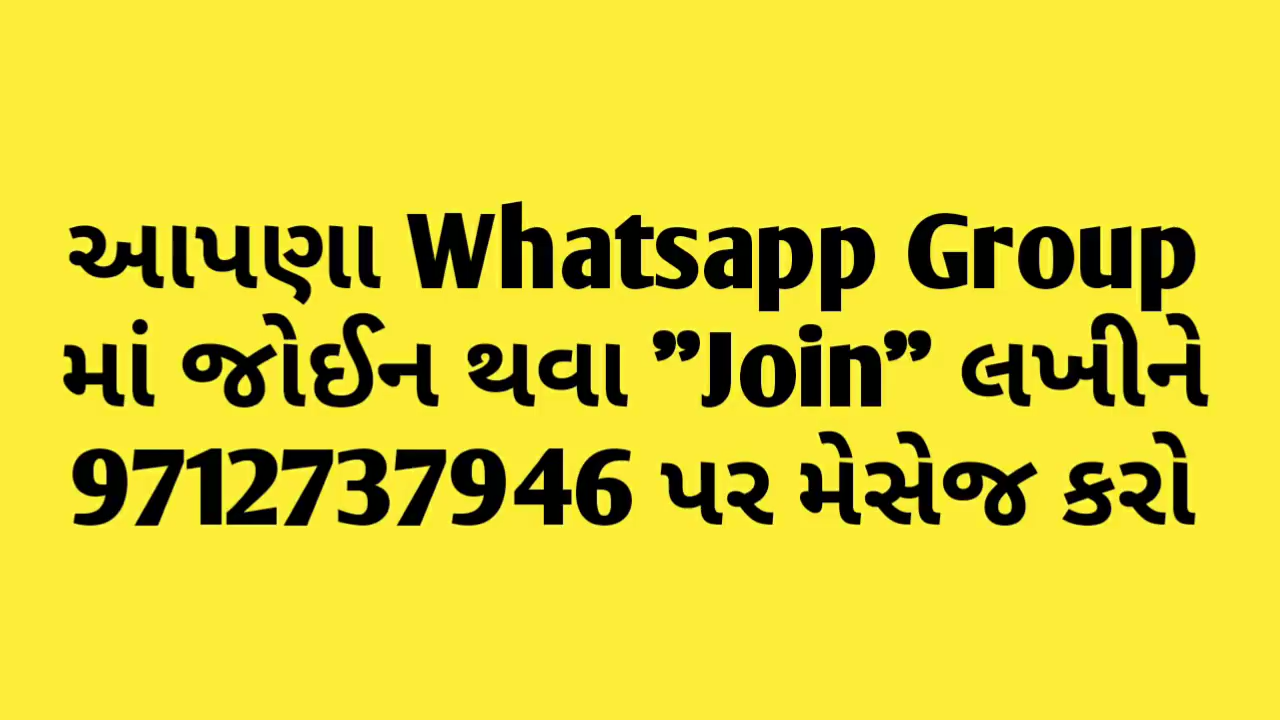 આપણા Whatsapp Group
માં જોઈન થવા ”Join” લખીને
9712737946 પર મેસેજ કરો